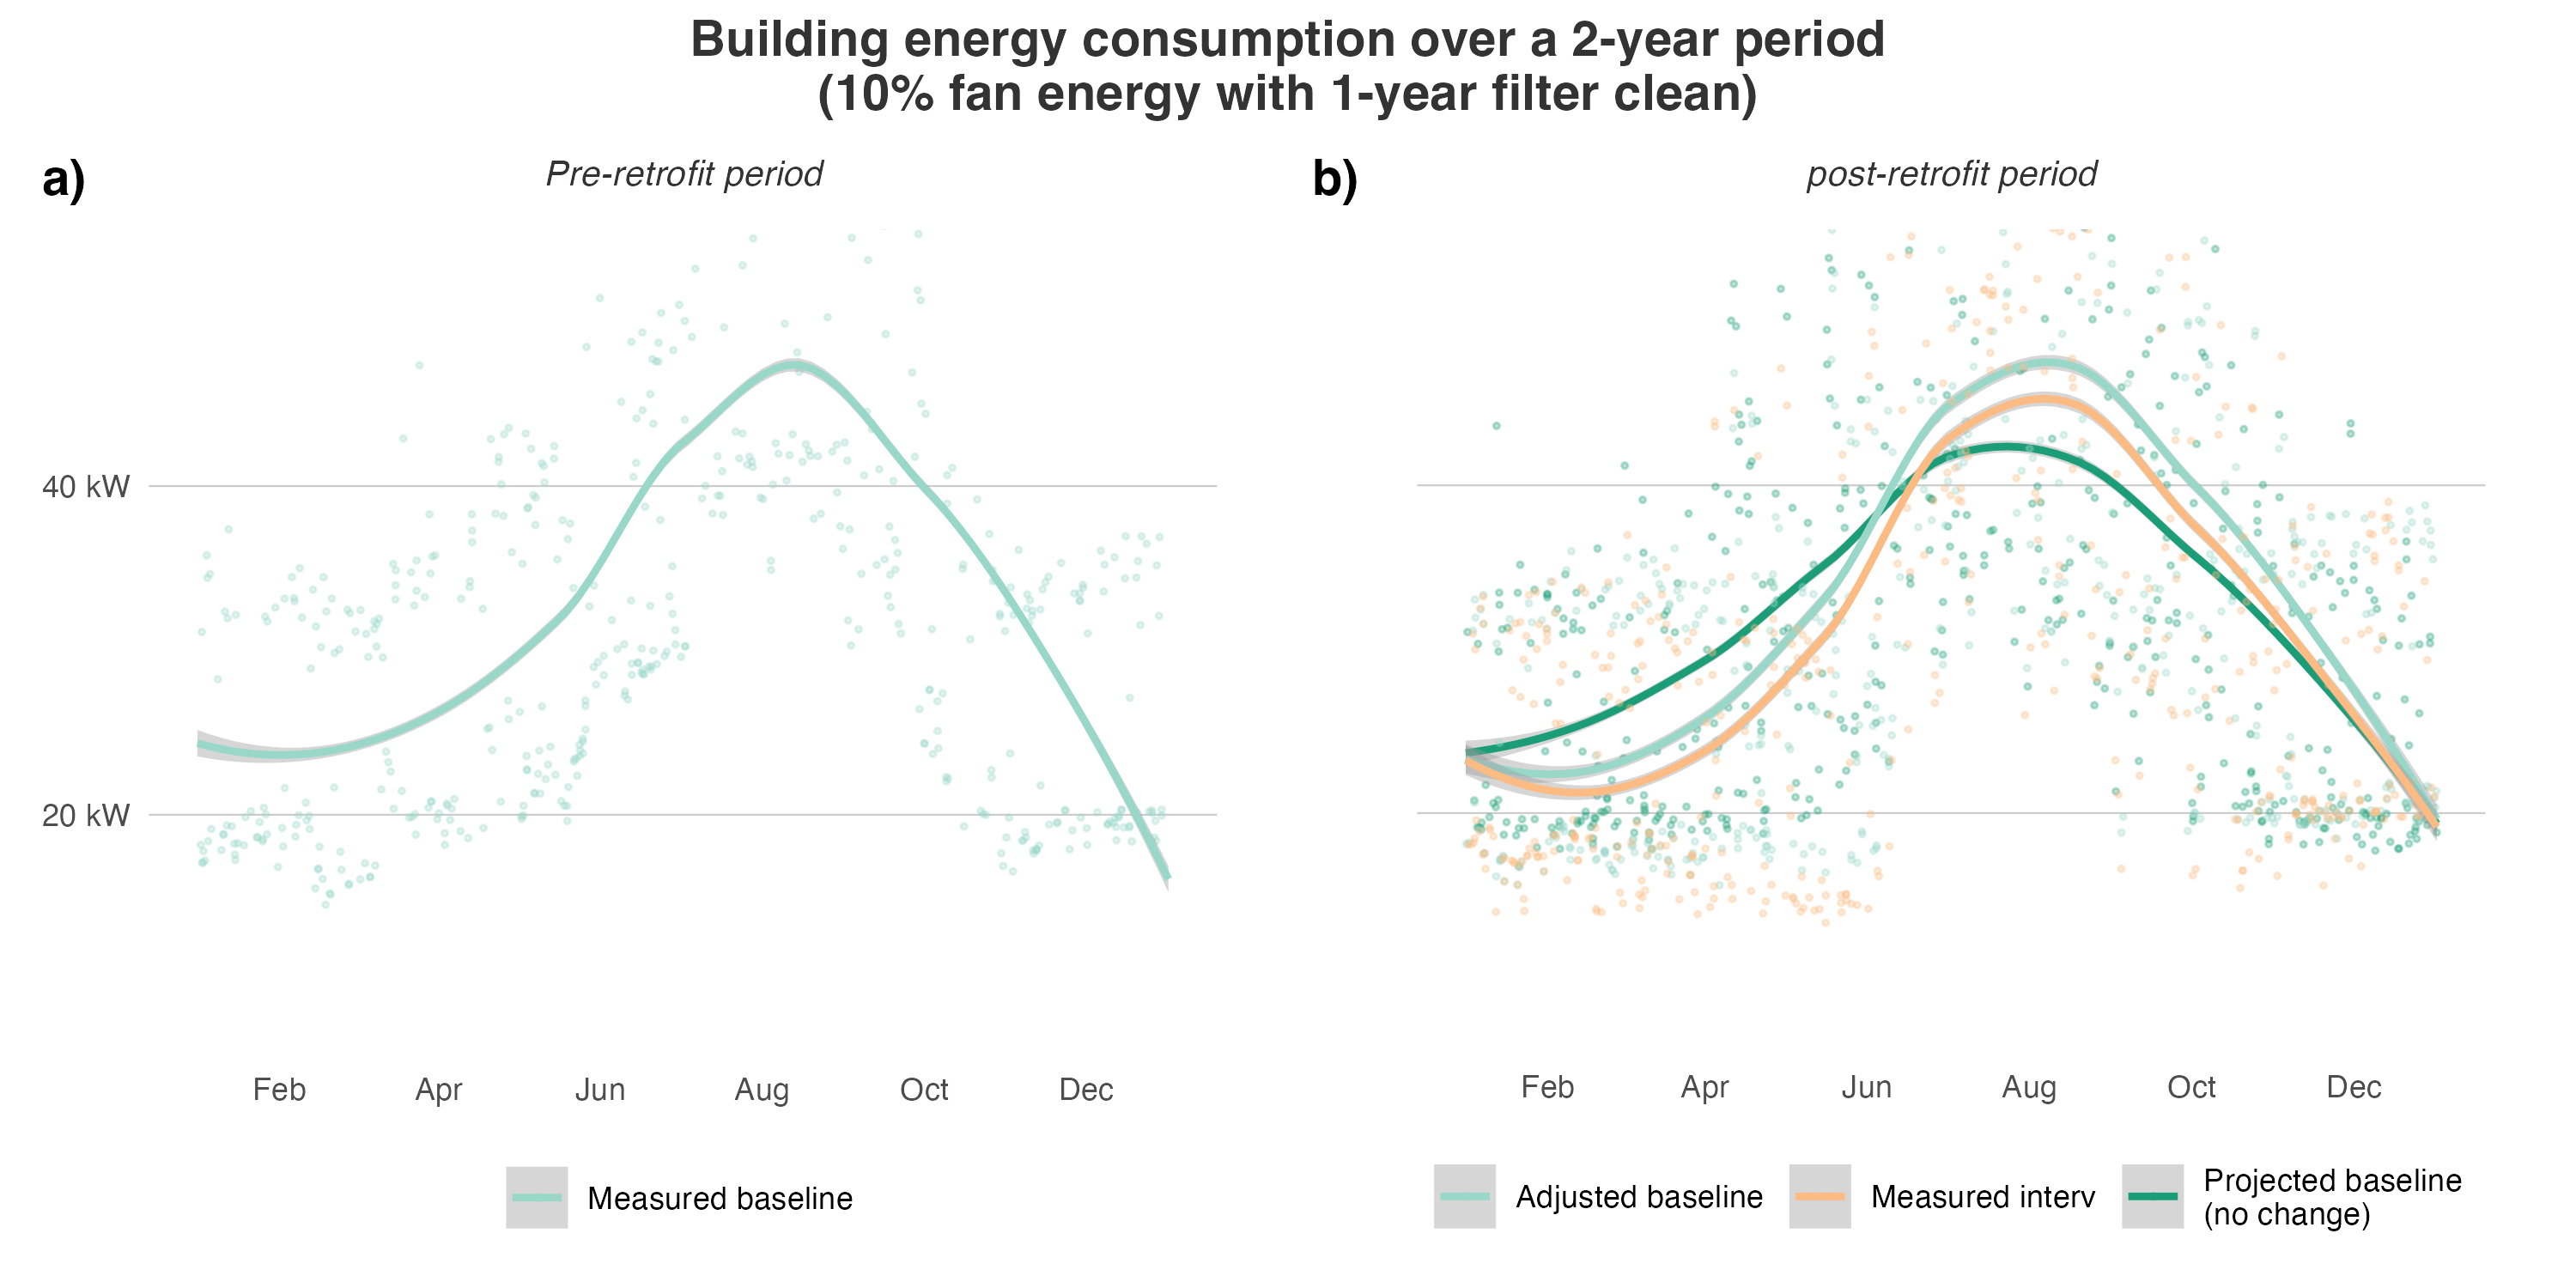 Building energy consumption over a 2-year period
(10% fan energy with 1-year filter clean)
a)
Pre-retrofit period
40 kW
20 kW
Feb Apr Jun Aug Oct Dec
Measured baseline
b)
post-retrofit period
Feb Apr Jun Aug Oct Dec
Adjusted baseline
Measured interv
Projected baseline
(no change)